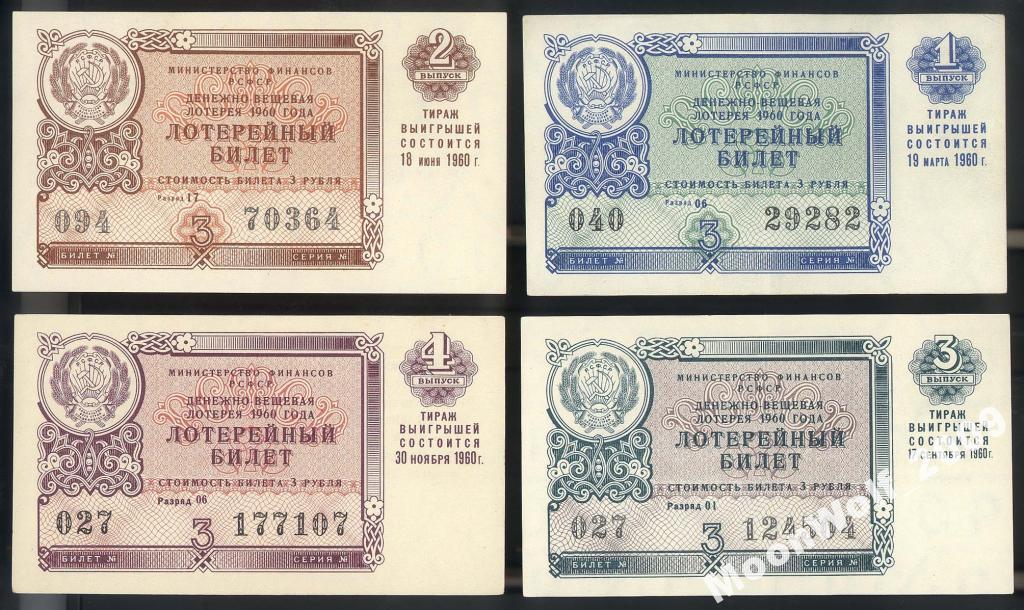 МИНИСТЕРСТВО ФИНАНСОВ
РСФСР
ДЕНЕЖНО-ВЕЩЕВАЯ
ЛОТЕРЕЯ 1960 ГОДА
ЛОТЕРЕЙНЫЙ
БИЛЕТ
СТОИМОСТЬ БИЛЕТА 3 РУБЛЯ
Разряд 17
094 70364
3
БИЛЕТ № СЕРИЯ №
2
ВЫПУСК
ТИРАЖ
ВЫИГРЫШЕЙ
СОСТОИТСЯ
18 ИЮНЯ 1960 г.
МИНИСТЕРСТВО ФИНАНСОВ
РСФСР
ДЕНЕЖНО-ВЕЩЕВАЯ
ЛОТЕРЕЯ 1960 ГОДА
ЛОТЕРЕЙНЫЙ
БИЛЕТ
СТОИМОСТЬ БИЛЕТА 3 РУБЛЯ
Разряд 06
040 29282
3
БИЛЕТ № СЕРИЯ №
1
ВЫПУСК
ТИРАЖ
ВЫИГРЫШЕЙ
СОСТОИТСЯ
19 МАРТА 1960 г.
МИНИСТЕРСТВО ФИНАНСОВ
РСФСР
ДЕНЕЖНО-ВЕЩЕВАЯ
ЛОТЕРЕЯ 1960 ГОДА
ЛОТЕРЕЙНЫЙ
БИЛЕТ
СТОИМОСТЬ БИЛЕТА 3 РУБЛЯ
Разряд 06
027 177107
3
БИЛЕТ № СЕРИЯ №
4
ВЫПУСК
ТИРАЖ
ВЫИГРЫШЕЙ
СОСТОИТСЯ
30 НОЯБРЯ 1960 г.
МИНИСТЕРСТВО ФИНАНСОВ
РСФСР
ДЕНЕЖНО-ВЕЩЕВАЯ
ЛОТЕРЕЯ 1960 ГОДА
ЛОТЕРЕЙНЫЙ
БИЛЕТ
СТОИМОСТЬ БИЛЕТА 3 РУБЛЯ
Разряд 01
027
3
БИЛЕТ № СЕРИЯ №
3
ВЫПУСК
ТИРАЖ
ВЫИГРЫШЕЙ
СОСТОИТСЯ
17 СЕНТЯБРЯ 1960 г.
MoonWolf